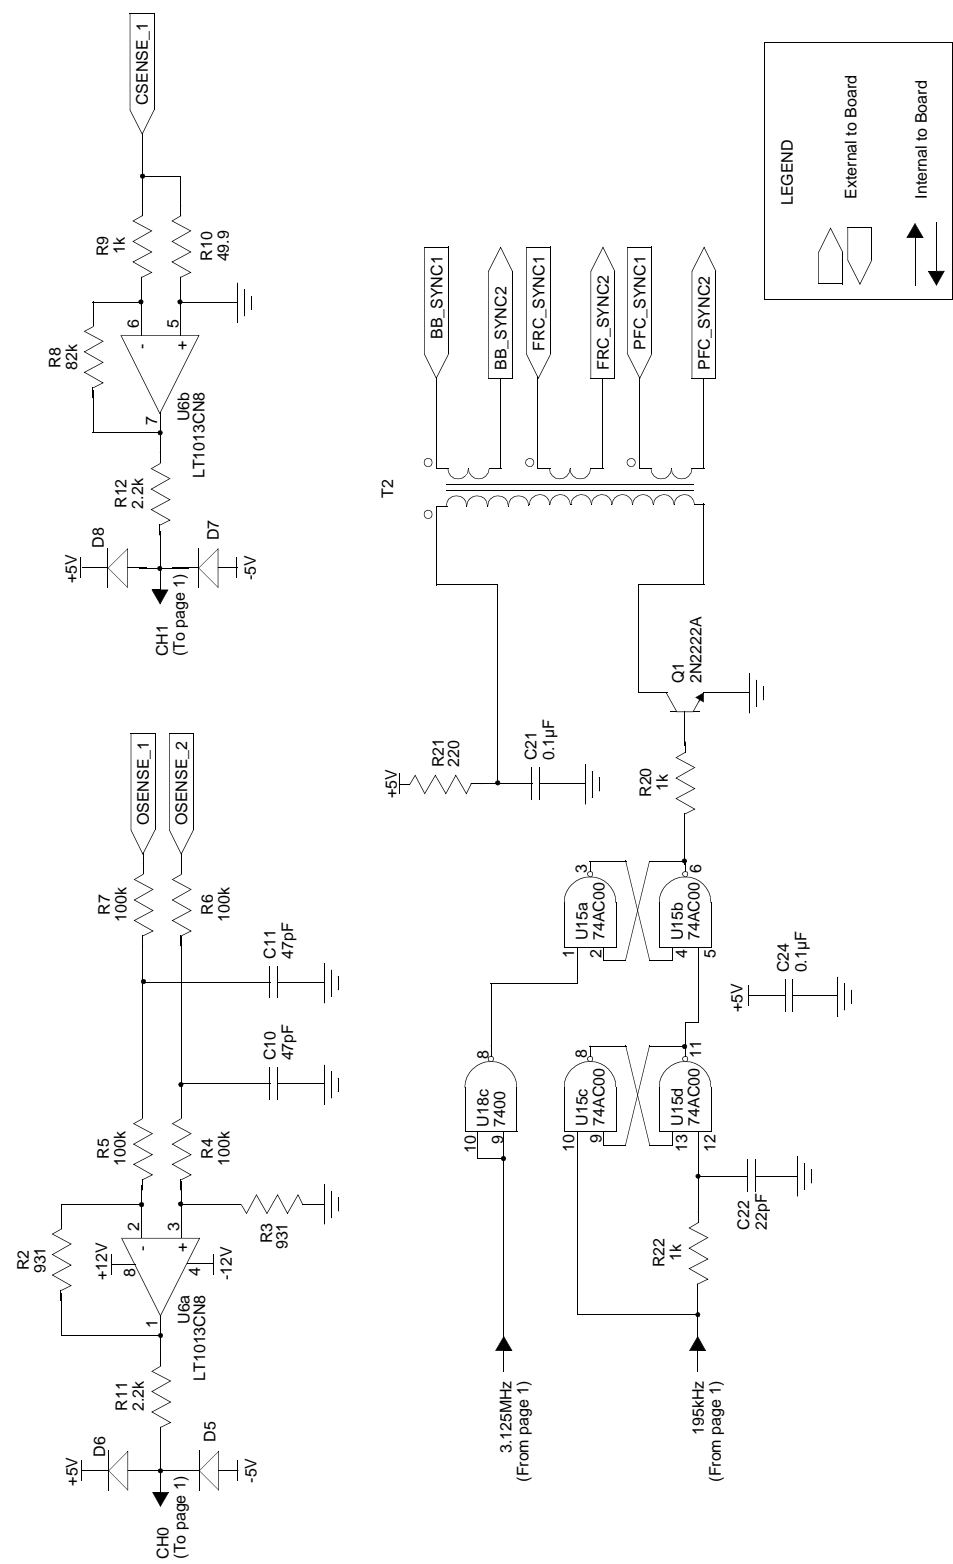 CSENSE_1
R9
1k
R10
49.9
R8
82k
6
5
-
+
7
U6b
LT1013CN8
R12
2.2k
D8
D7
+5V
-5V
CH1
(To page 1)
OSENSE_1
OSENSE_2
R7
100k
R6
100k
C11
47pF
C10
47pF
R5
100k
R4
100k
R2
931
R3
931
2
3
-
+
+12V
8
4
-12V
1
U6a
LT1013CN8
R11
2.2k
D6
D5
+5V
-5V
CH0
(To page 1)
LEGEND
External to Board
Internal to Board
BB_SYNC1
BB_SYNC2
FRC_SYNC1
FRC_SYNC2
PFC_SYNC1
PFC_SYNC2
T2
Q1
2N2222A
+5V
R21
220
C21
0.1µF
R20
1k
3
U15a
74AC00
1
2
6
U15b
74AC00
4
5
+5V
C24
0.1µF
8
U18c
7400
10
9
8
U15c
74AC00
10
9
11
U15d
74AC00
13
12
C22
22pF
R22
1k
3.125MHz
(From page 1)
195kHz
(From page 1)